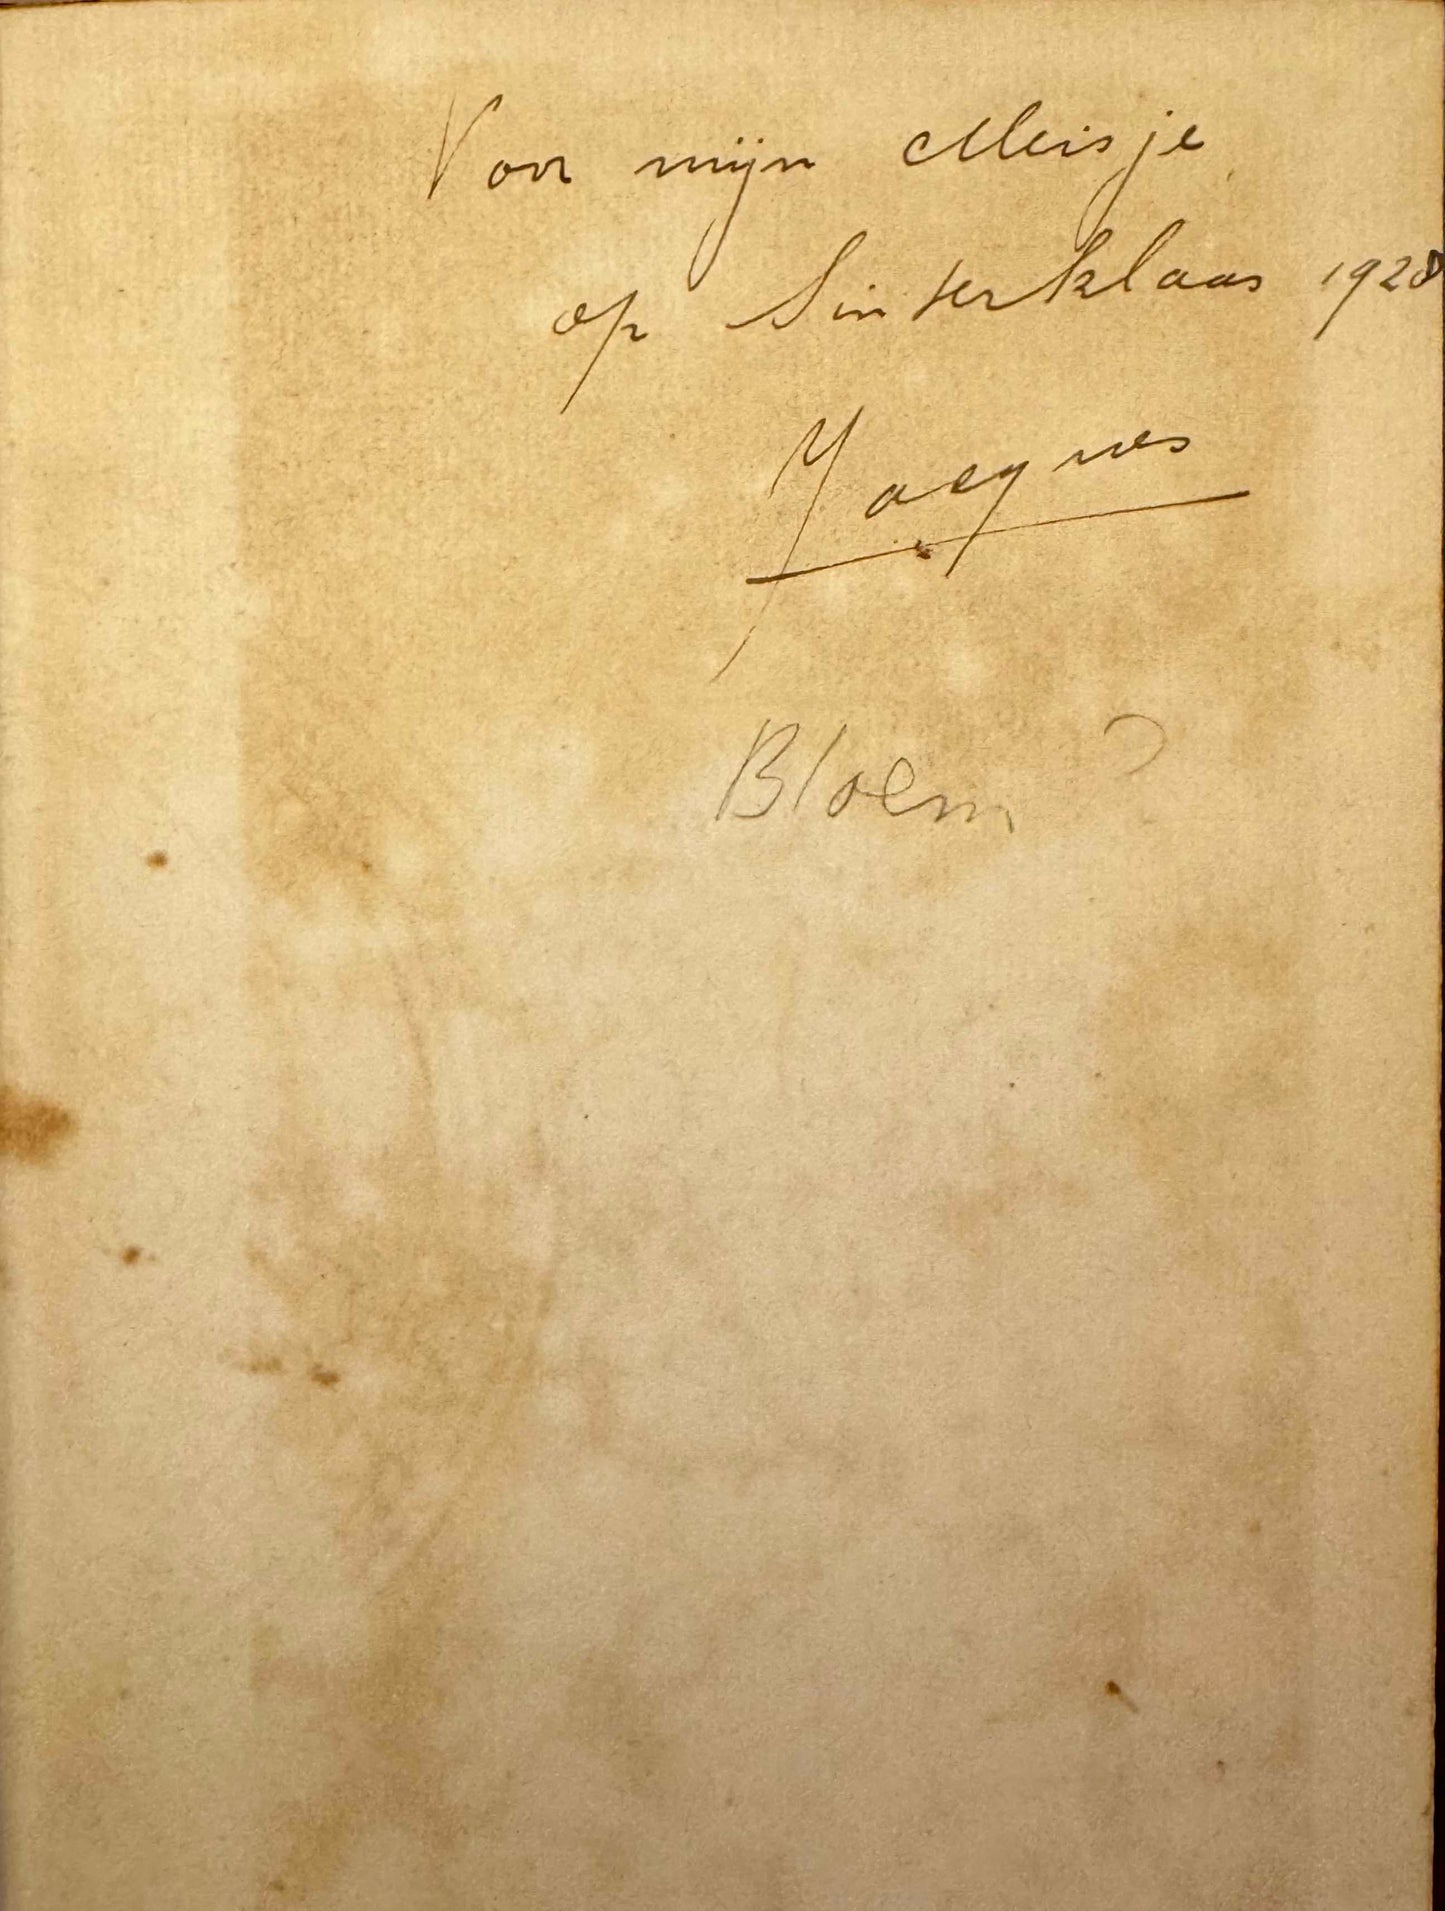 Voor mijn Meisje
op Sinterklaas 1928
Jacques
Bloem ?